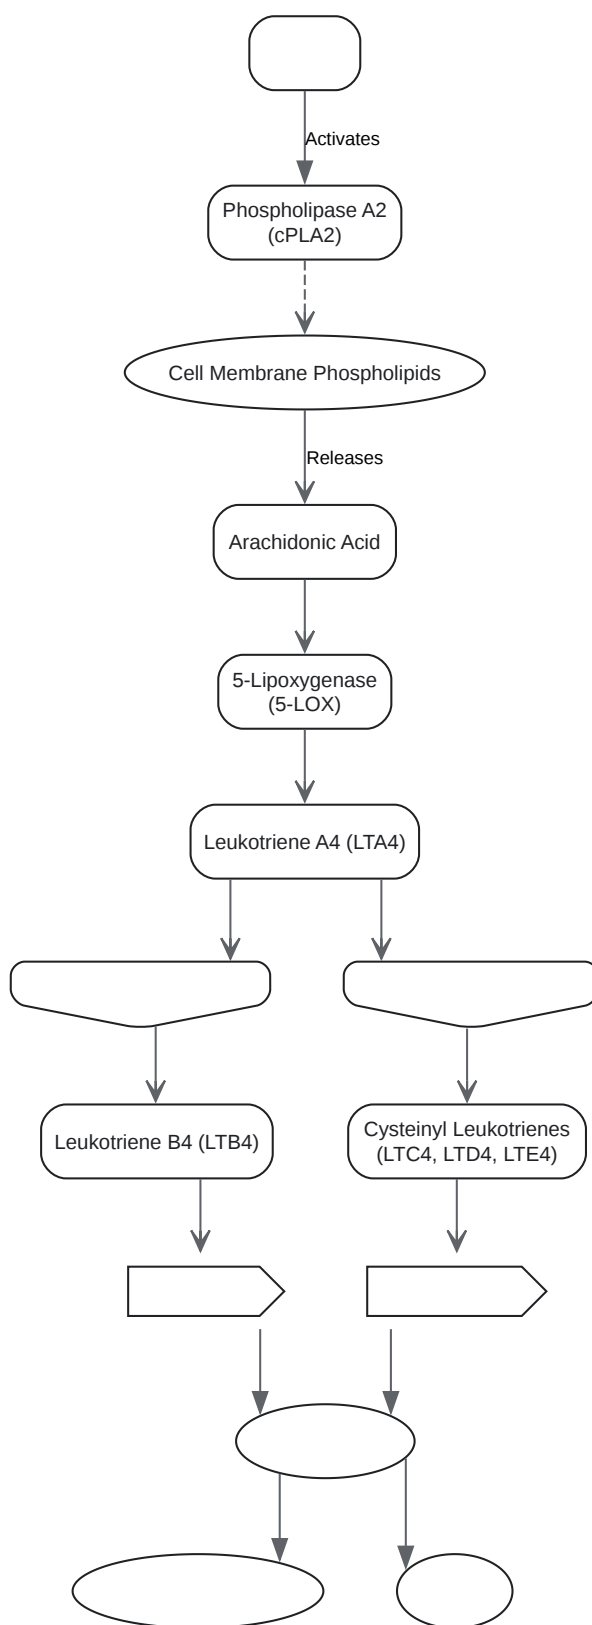 Activates
Phospholipase A2
(cPLA2)
Cell Membrane Phospholipids
Releases
Arachidonic Acid
5-Lipoxygenase
(5-LOX)
Leukotriene A4 (LTA4)
Leukotriene B4 (LTB4)
Cysteinyl Leukotrienes
(LTC4, LTD4, LTE4)